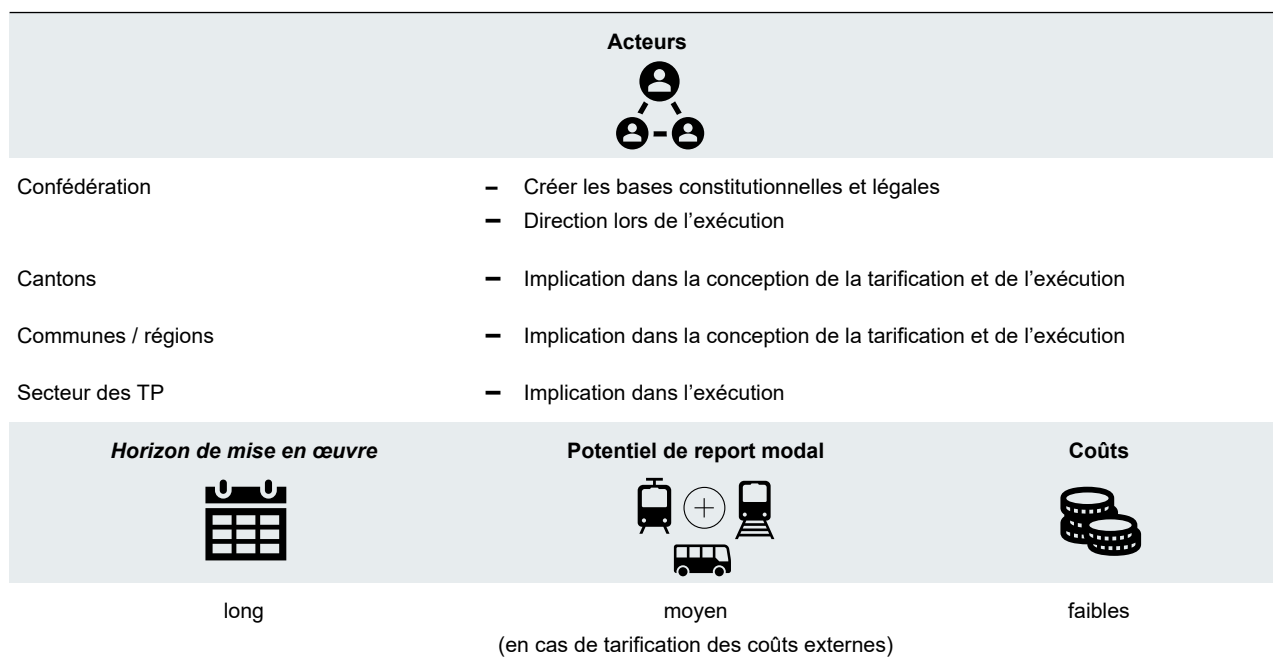 Acteurs
Confédération
– Créer les bases constitutionnelles et légales
– Direction lors de l’exécution
Cantons
– Implication dans la conception de la tarification et de l’exécution
Communes / régions
– Implication dans la conception de la tarification et de l’exécution
Secteur des TP
– Implication dans l’exécution
Horizon de mise en œuvre
Potentiel de report modal
Coûts
long
moyen
faibles
(en cas de tarification des coûts externes)